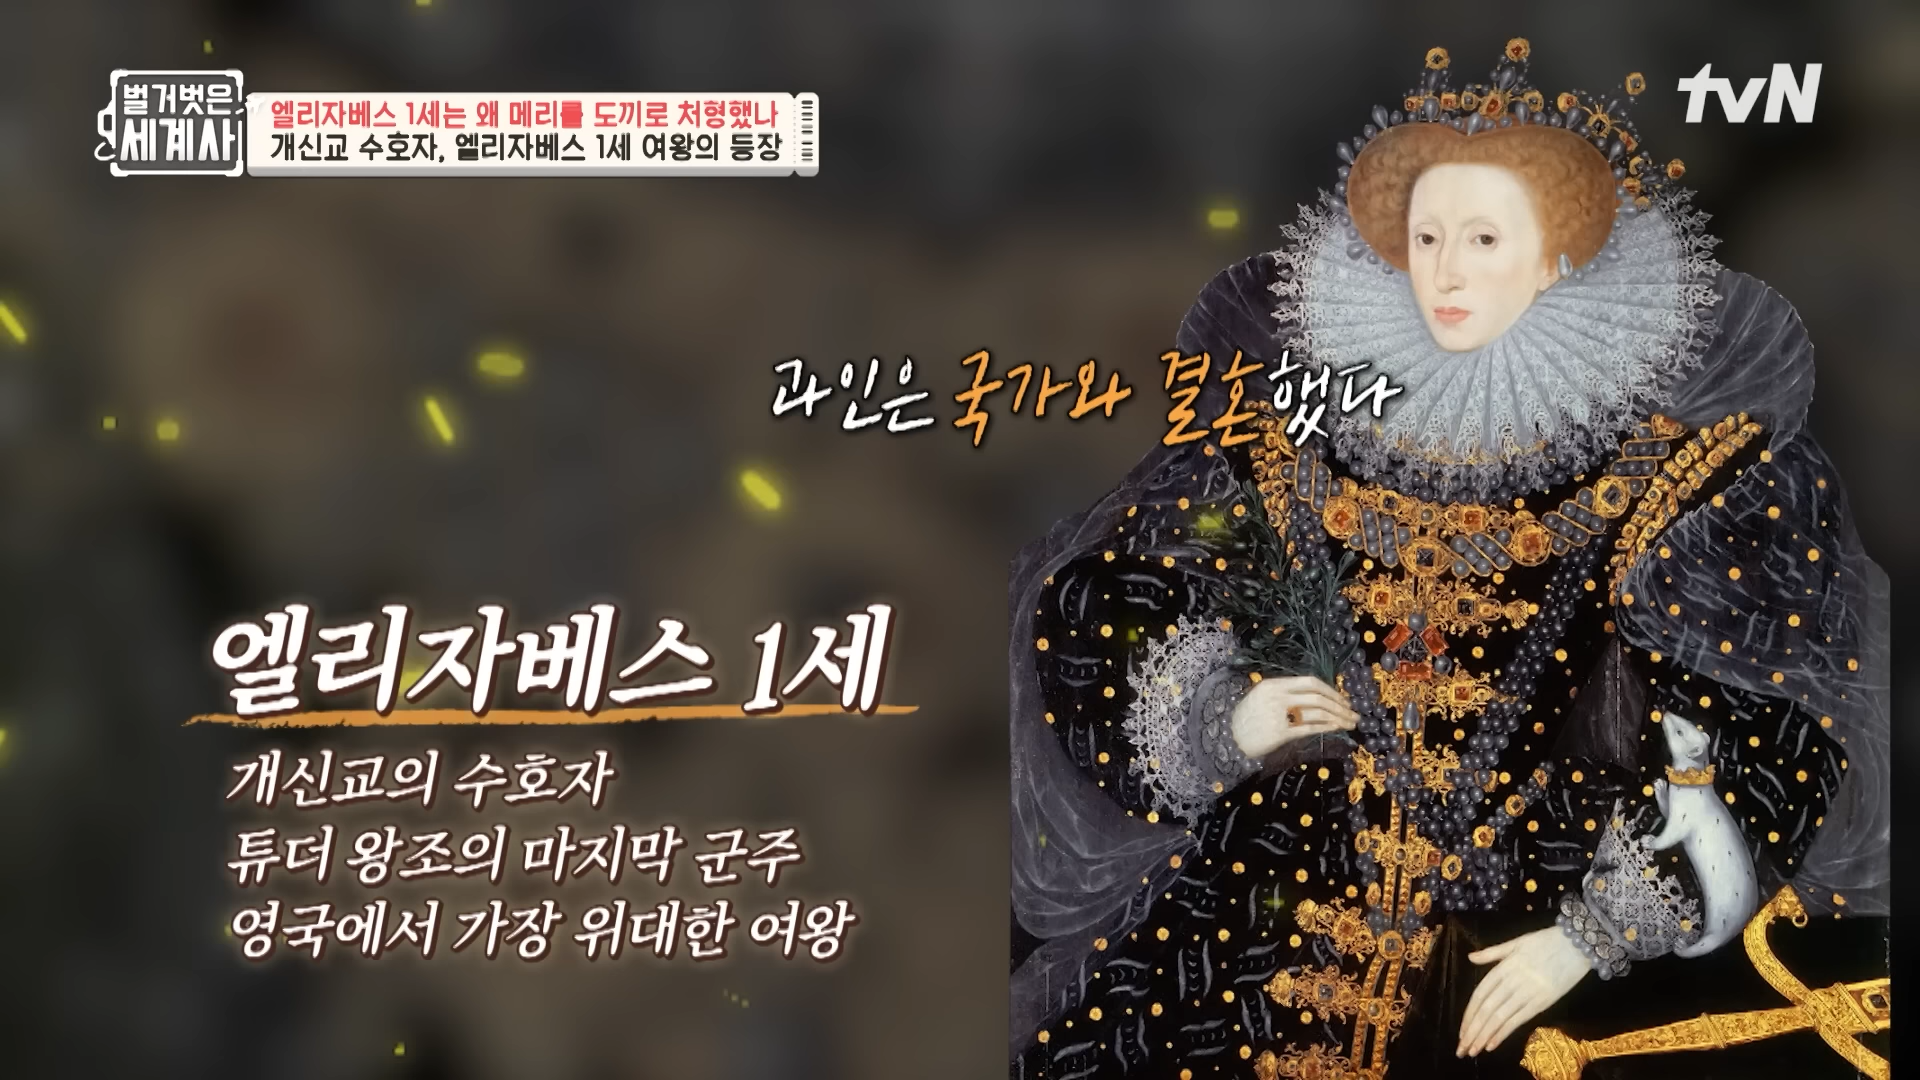 벌거벗은
세계사
엘리자베스 1세는 왜 메리를 도끼로 처형했나
개신교 수호자, 엘리자베스 1세 여왕의 등장
tvN
과인은 국가와 결혼했다
엘리자베스 1세
개신교의 수호자
튜더 왕조의 마지막 군주
영국에서 가장 위대한 여왕